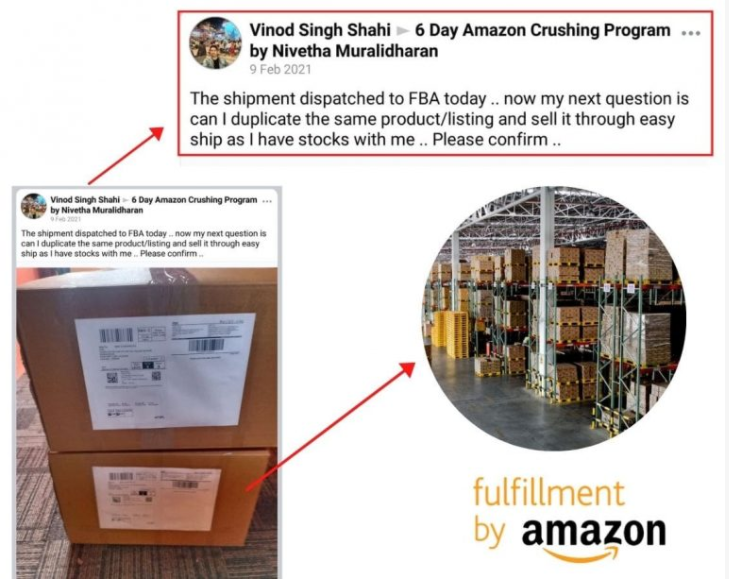 Vinod Singh Shahi ▸ 6 Day Amazon Crushing Program ...
by Nivetha Muralidharan
9 Feb 2021
The shipment dispatched to FBA today .. now my next question is
can I duplicate the same product/listing and sell it through easy
ship as I have stocks with me .. Please confirm ..
Vinod Singh Shahi ▸ 6 Day Amazon Crushing Program ...
by Nivetha Muralidharan
9 Feb 2021
The shipment dispatched to FBA today .. now my next question is
can I duplicate the same product/listing and sell it through easy
ship as I have stocks with me .. Please confirm ..
fulfillment
by amazon